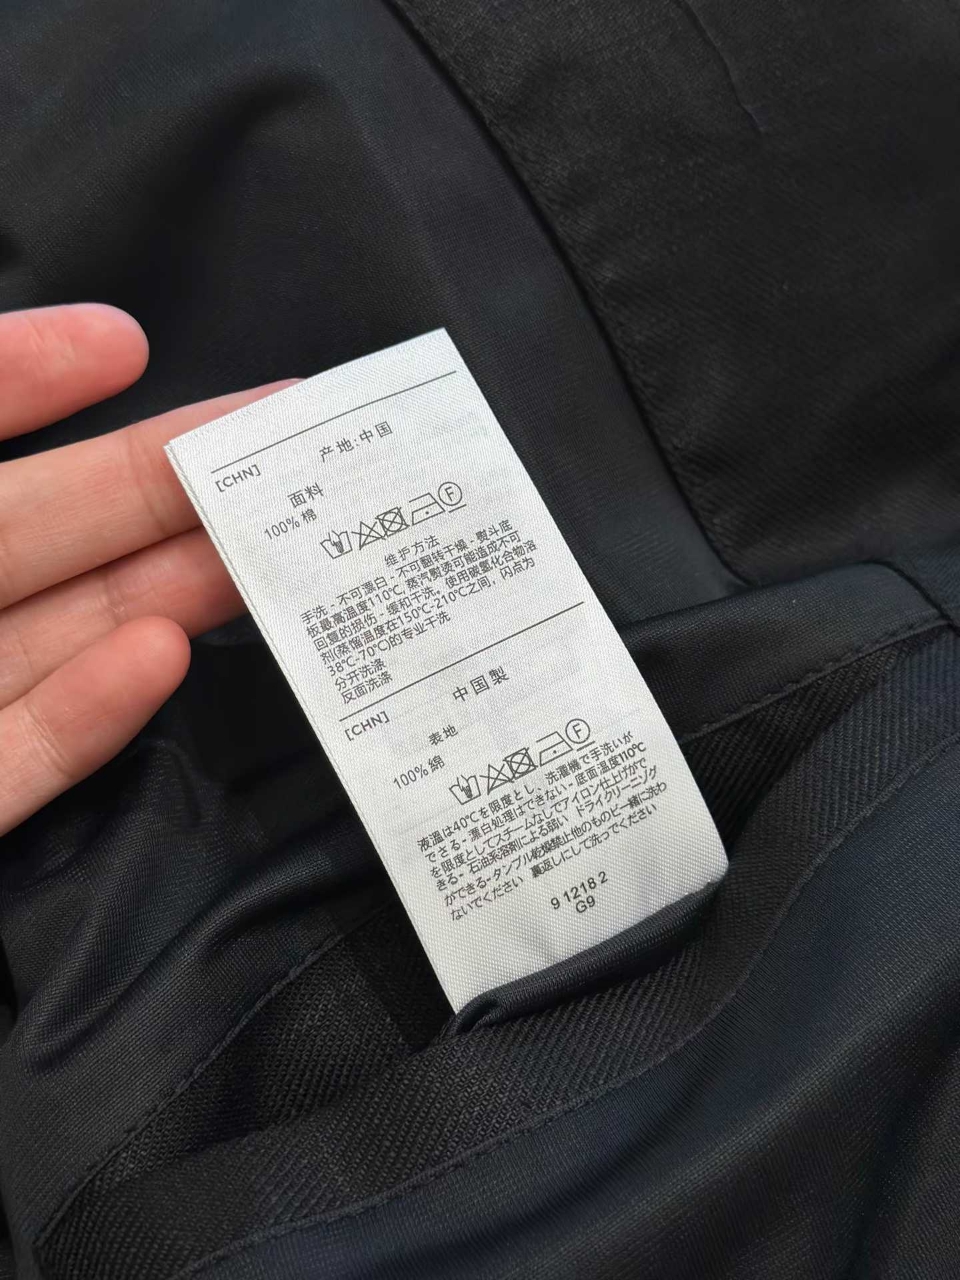 [CHN]
产地:中国
面料
100% 棉
F
维护方法
手洗 - 不可漂白 - 不可翻转干燥 - 熨斗底
板最高温度110℃, 蒸汽熨烫可能造成不可
回复的损伤 - 缓和干洗。使用碳氢化合物溶
剂(蒸馏温度在150℃-210℃之间, 闪点为
38℃-70℃)的专业干洗
分开洗涤
反面洗涤
[CHN]
中国製
表地
100% 綿
F
液温は40℃を限度とし、洗濯機で手洗いが
でさる - 漂白処理はできない - 底面温度110℃
を限度としてスチームなしでアイロン仕上げがで
きる - 石油系溶剤による弱い ドライクリーニング
ができる-タンブル乾燥禁止他のものと一緒に洗わ
ないでください 裏返しにして洗ってください
9 1218.2
G9